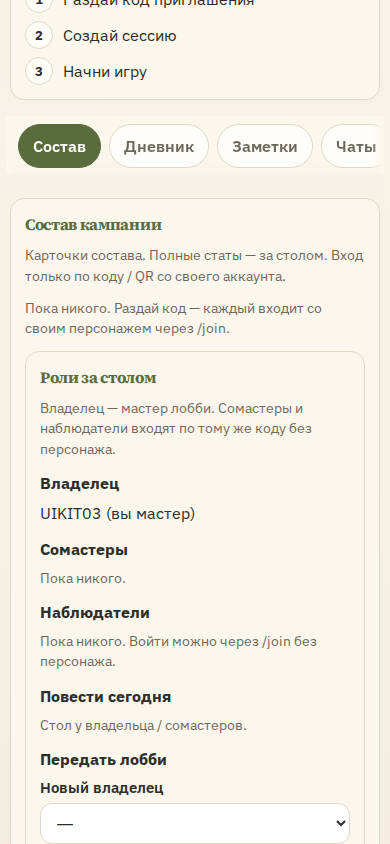 1 Раздай код приглашения
2 Создай сессию
3 Начни игру
Состав Дневник Заметки Чаты
Состав кампании
Карточки состава. Полные статы — за столом. Вход
только по коду / QR со своего аккаунта.
Пока никого. Раздай код — каждый входит со
своим персонажем через /join.
Роли за столом
Владелец — мастер лобби. Сомастеры и
наблюдатели входят по тому же коду без
персонажа.
Владелец
UIKIT03 (вы мастер)
Сомастеры
Пока никого.
Наблюдатели
Пока никого. Войти можно через /join без
персонажа.
Повести сегодня
Стол у владельца / сомастеров.
Передать лобби
Новый владелец
—